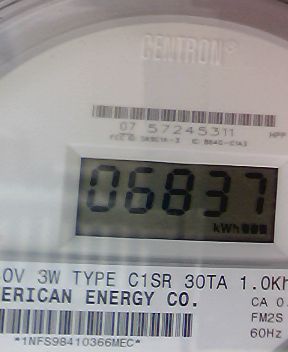 CENTRON®
07 57245311
06837
kWh
0V 3W TYPE C1SR 30TA 1.0Kh
ERICAN ENERGY CO.
CA 0.
FM2S
60Hz
*1NFS98410366MEC*